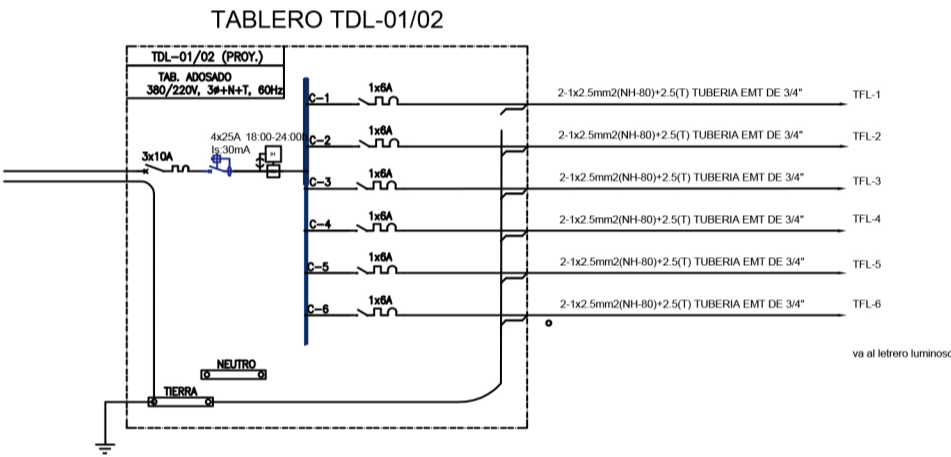 TABLERO TDL-01/02
TDL-01/02 (PROY.)
TAB. ADOSADO
380/220V, 3ø+N+T, 60Hz
4x25A 18:00-24:00h
Is:30mA
3x10A
C-1 1x6A 2-1x2.5mm2(NH-80)+2.5(T) TUBERIA EMT DE 3/4" TFL-1
C-2 1x6A 2-1x2.5mm2(NH-80)+2.5(T) TUBERIA EMT DE 3/4" TFL-2
C-3 1x6A 2-1x2.5mm2(NH-80)+2.5(T) TUBERIA EMT DE 3/4" TFL-3
C-4 1x6A 2-1x2.5mm2(NH-80)+2.5(T) TUBERIA EMT DE 3/4" TFL-4
C-5 1x6A 2-1x2.5mm2(NH-80)+2.5(T) TUBERIA EMT DE 3/4" TFL-5
C-6 1x6A 2-1x2.5mm2(NH-80)+2.5(T) TUBERIA EMT DE 3/4" TFL-6
va al letrero luminoso
NEUTRO
TIERRA